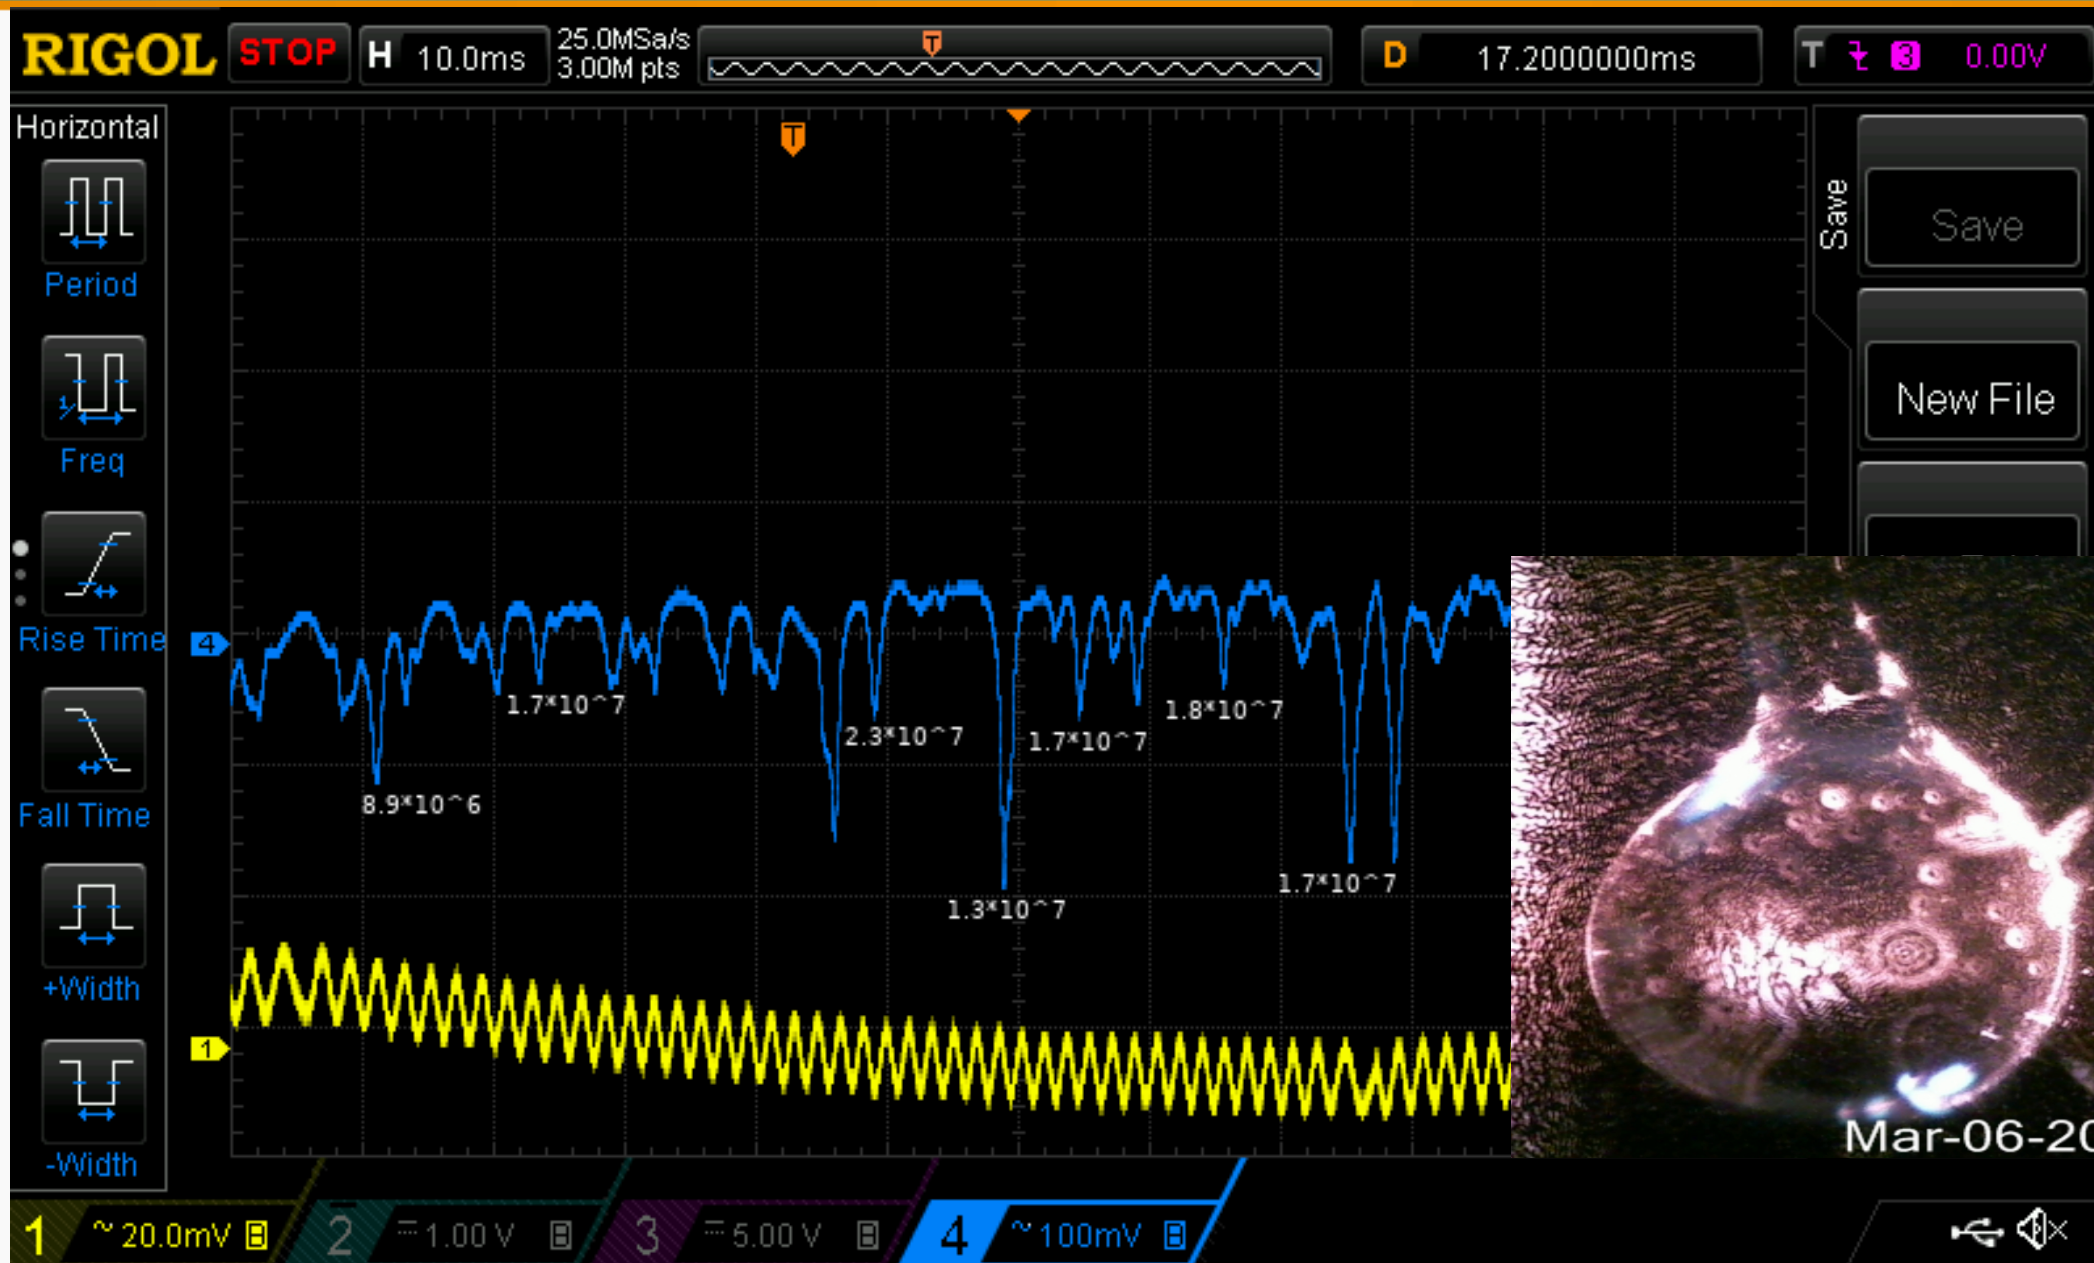 RIGOL STOP H 10.0ms 25.0MSa/s D 17.2000000ms T 3 0.00V
3.00M pts
T
T
Horizontal
Period
Freq
Rise Time
Fall Time
+Width
-Width
Save
Save
New File
4
1.7*10^7
8.9*10^6
2.3*10^7
1.3*10^7
1.7*10^7
1.8*10^7
1.7*10^7
1
Mar-06-20
1 ~20.0mV B 2 1.00 V B 3 5.00 V B 4 ~100mV B